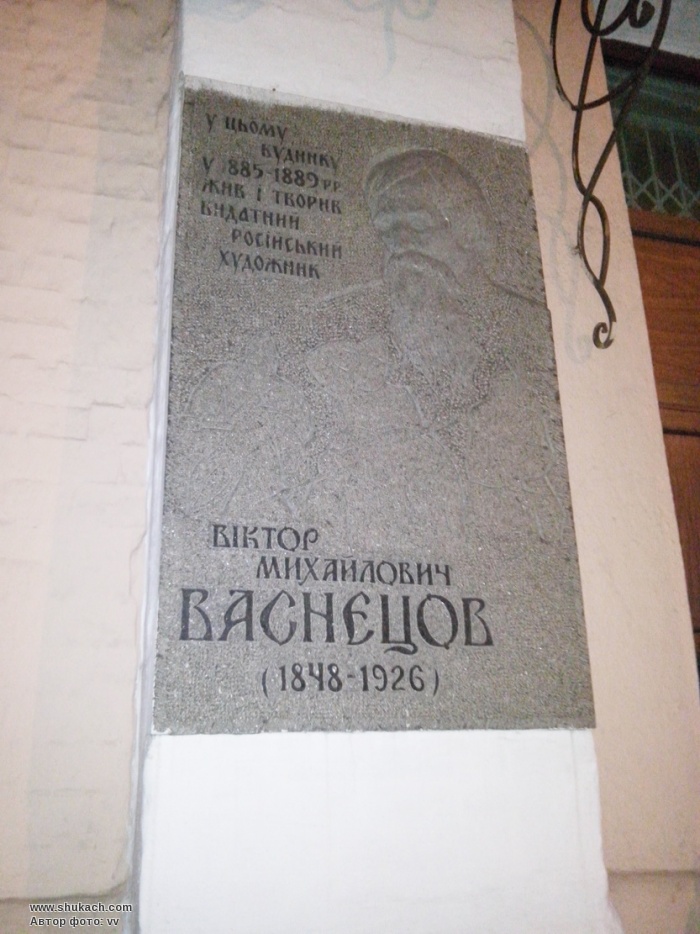 У ЦЬОМУ
БУДИНКУ
У 885-1889 РР.
ЖИВ І ТВОРИВ
ВИДАТНИЙ
РОСІЙСЬКИЙ
ХУДОЖНИК
ВІКТОР
МИХАЙЛОВИЧ
ВАСНЕЦОВ
(1848-1926)
www.shukach.com
Автор фото: vv